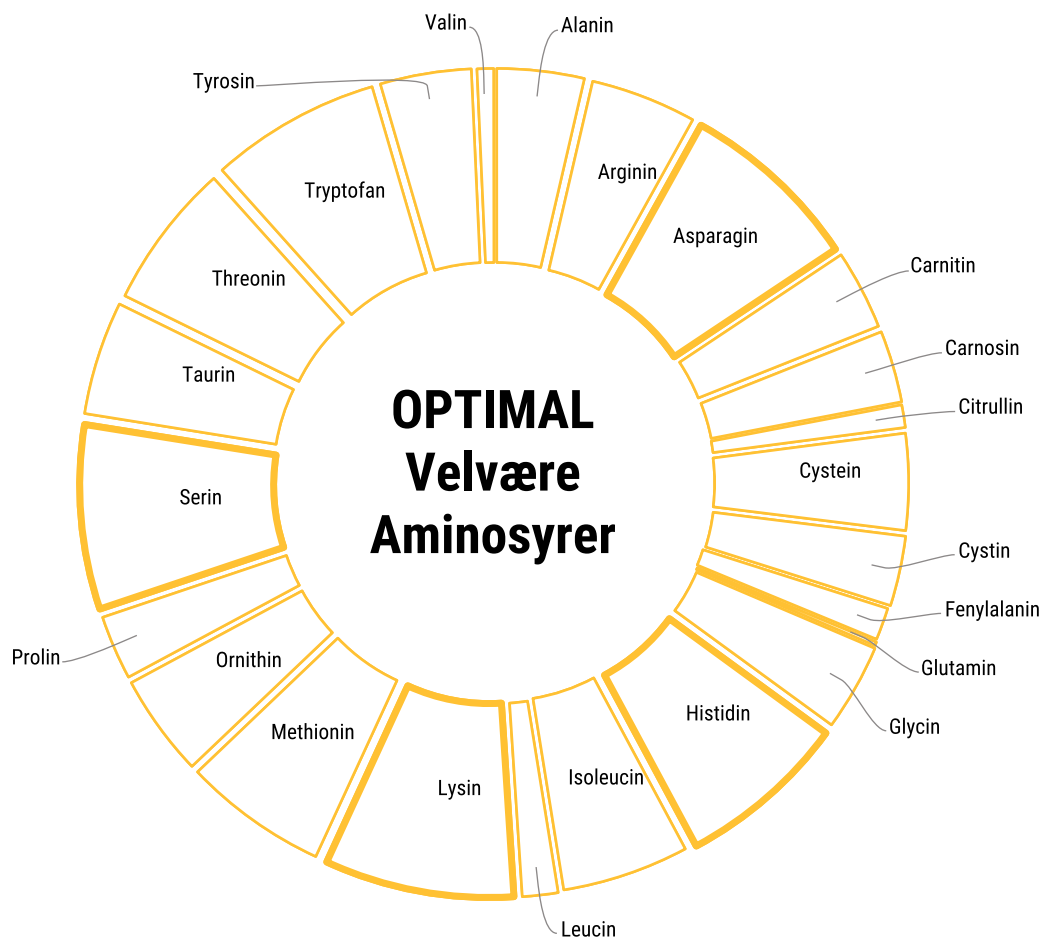 Valin
Alanin
Tyrosin
Arginin
Tryptofan
Asparagin
Carnitin
Threonin
Carnosin
Taurin
Citrullin
OPTIMAL
Velvære
Aminosyrer
Cystein
Serin
Cystin
Fenylalanin
Prolin
Ornithin
Glutamin
Histidin
Glycin
Methionin
Isoleucin
Lysin
Leucin